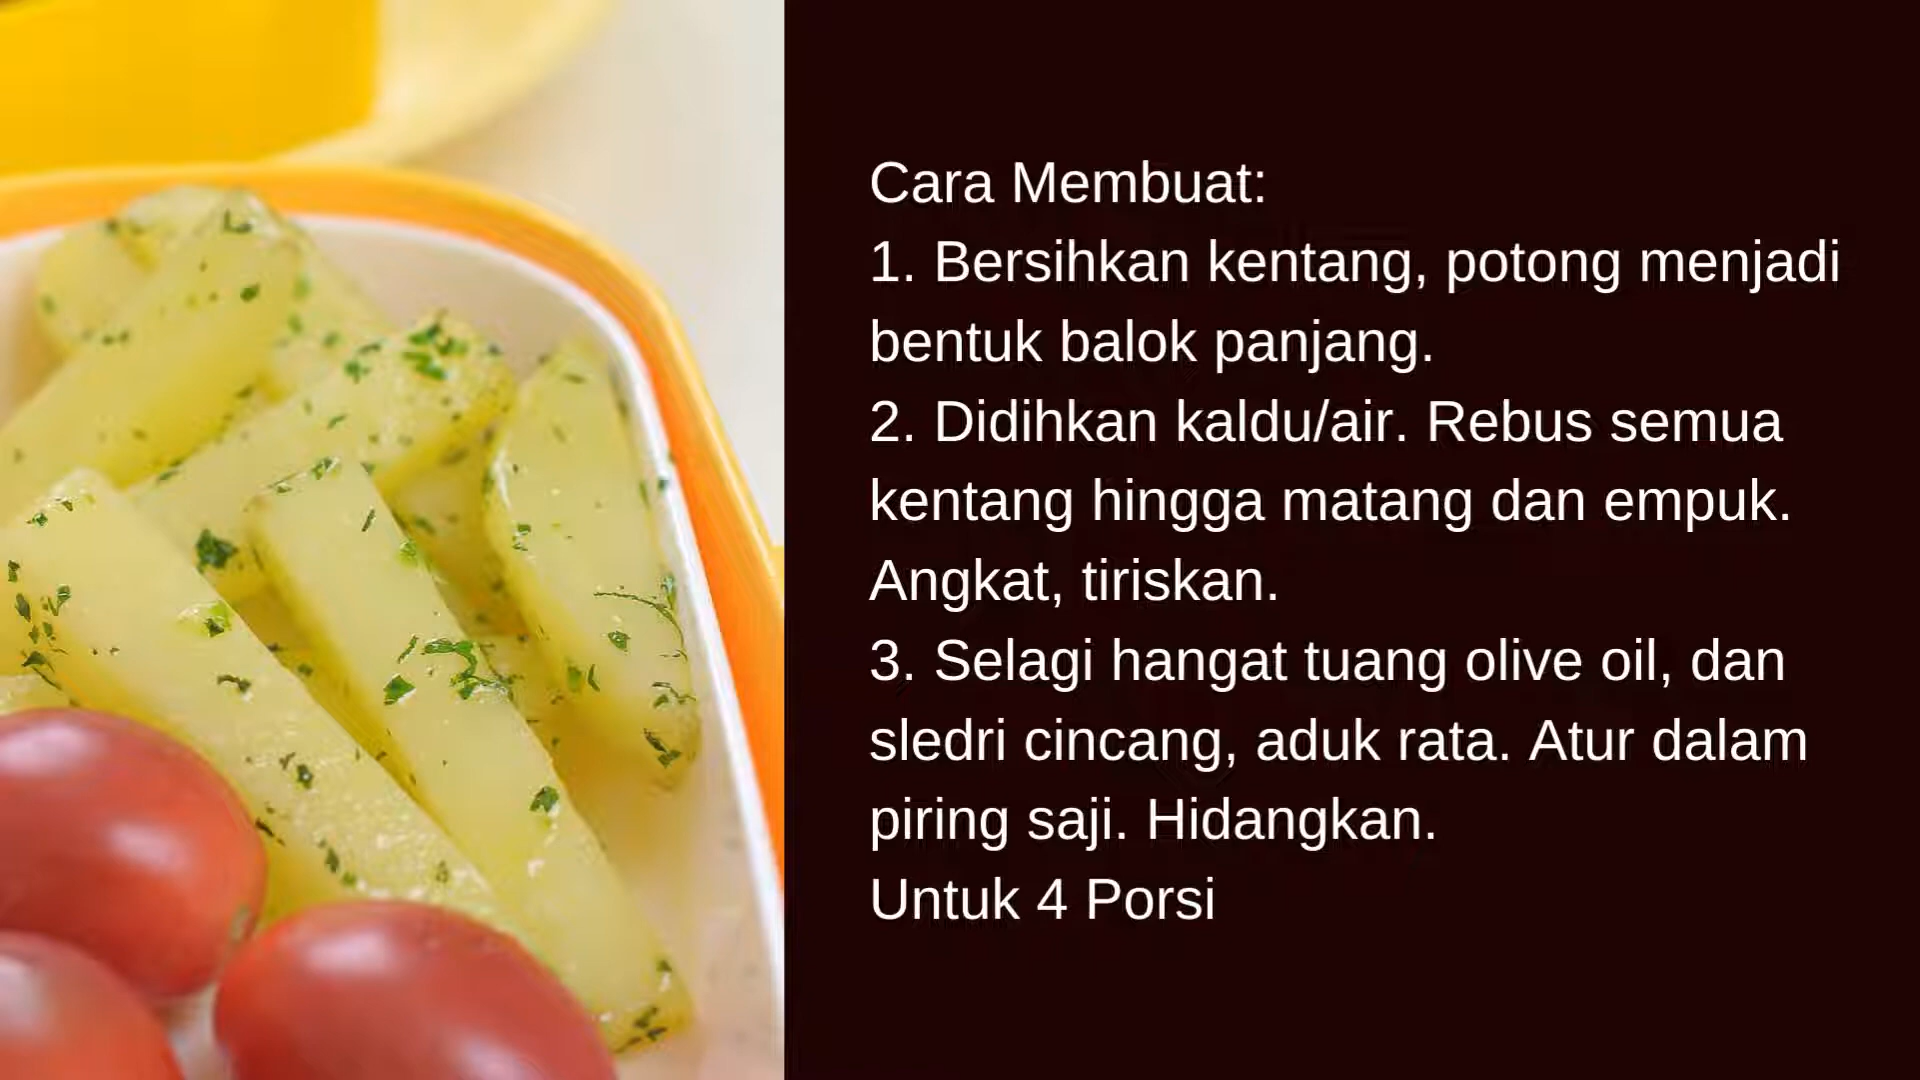 Cara Membuat:
1. Bersihkan kentang, potong menjadi
bentuk balok panjang.
2. Didihkan kaldu/air. Rebus semua
kentang hingga matang dan empuk.
Angkat, tiriskan.
3. Selagi hangat tuang olive oil, dan
sledri cincang, aduk rata. Atur dalam
piring saji. Hidangkan.
Untuk 4 Porsi